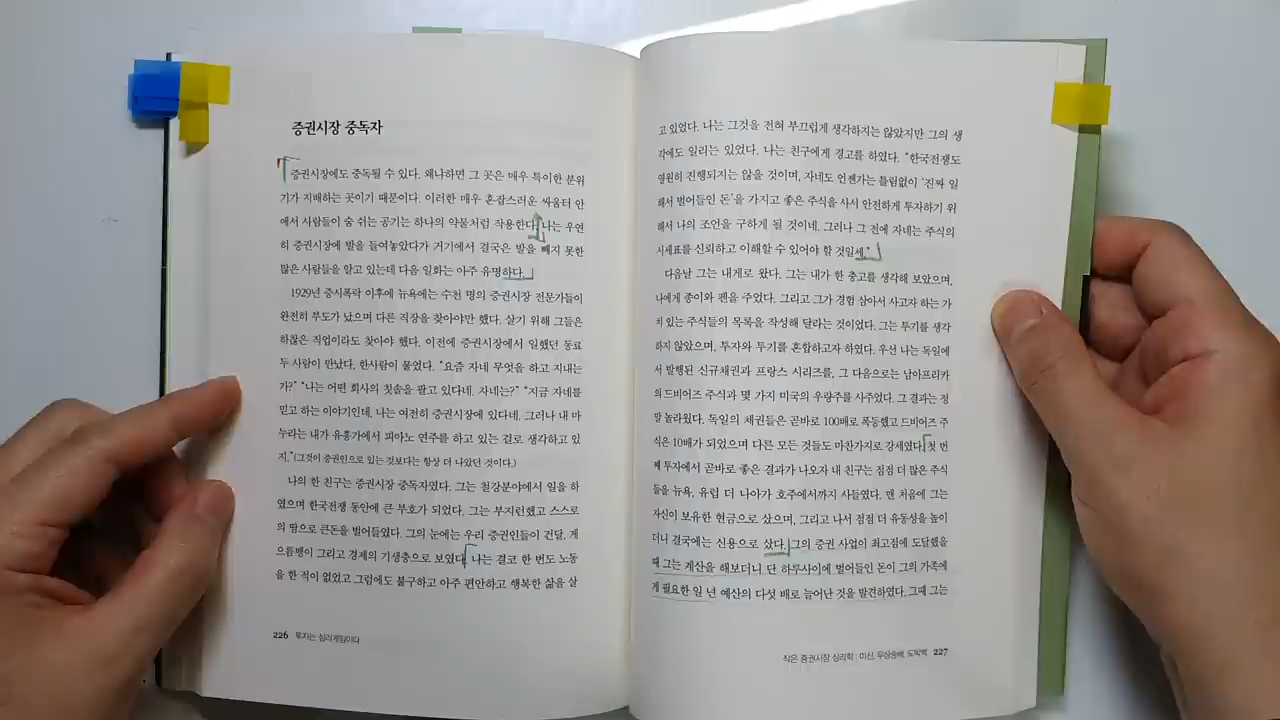 증권시장 중독자
증권시장에도 중독될 수 있다. 왜냐하면 그 곳은 매우 특이한 분위
기가 지배하는 곳이기 때문이다. 이러한 매우 혼잡스러운 싸움터 안
에서 사람들이 숨 쉬는 공기는 하나의 약물처럼 작용한다. 나는 우연
히 증권시장에 발을 들여놓았다가 거기에서 결국은 발을 빼지 못한
많은 사람들을 알고 있는데 다음 일화는 아주 유명하다.
1929년 증시폭락 이후에 뉴욕에는 수천 명의 증권시장 전문가들이
완전히 부도가 났으며 다른 직장을 찾아야만 했다. 살기 위해 그들은
하찮은 직업이라도 찾아야 했다. 이전에 증권시장에서 일했던 동료
두 사람이 만났다. 한사람이 물었다. “요즘 자네 무엇을 하고 지내는
가?” “나는 어떤 회사의 칫솔을 팔고 있다네. 자네는?” “지금 자네를
믿고 하는 이야기인데, 나는 여전히 증권시장에 있다네. 그러나 내 마
누라는 내가 유흥가에서 피아노 연주를 하고 있는 걸로 생각하고 있
지.”(그것이 증권인으로 있는 것보다는 항상 더 나았던 것이다.)
나의 한 친구는 증권시장 중독자였다. 그는 철강분야에서 일을 하
였으며 한국전쟁 동안에 큰 부호가 되었다. 그는 부지런했고 스스로
의 땀으로 큰돈을 벌어들였다. 그의 눈에는 우리 증권인들이 건달, 게
으름뱅이 그리고 경제의 기생충으로 보였다. 나는 결코 한 번도 노동
을 한 적이 없었고 그럼에도 불구하고 아주 편안하고 행복한 삶을 살
226 투자는 심리게임이다
고 있었다. 나는 그것을 전혀 부끄럽게 생각하지는 않았지만 그의 생
각에도 일리는 있었다. 나는 친구에게 경고를 하였다. “한국전쟁도
영원히 진행되지는 않을 것이며, 자네도 언젠가는 틀림없이 ‘진짜 일
해서 벌어들인 돈’을 가지고 좋은 주식을 사서 안전하게 투자하기 위
해서 나의 조언을 구하게 될 것이네. 그러나 그 전에 자네는 주식의
시세표를 신뢰하고 이해할 수 있어야 할 것일세.”
다음날 그는 내게로 왔다. 그는 내가 한 충고를 생각해 보았으며,
나에게 종이와 펜을 주었다. 그리고 그가 경험 삼아서 사고자 하는 가
치 있는 주식들의 목록을 작성해 달라는 것이었다. 그는 투기를 생각
하지 않았으며, 투자와 투기를 혼합하고자 하였다. 우선 나는 독일에
서 발행된 신규채권과 프랑스 시리즈를, 그 다음으로는 남아프리카
의 드비어즈 주식과 몇 가지 미국의 우량주를 사주었다. 그 결과는 정
말 놀라웠다. 독일의 채권들은 곧바로 100배로 폭등했고 드비어즈 주
식은 10배가 되었으며 다른 모든 것들도 마찬가지로 강세였다. 첫 번
째 투자에서 곧바로 좋은 결과가 나오자 내 친구는 점점 더 많은 주식
들을 뉴욕, 유럽 더 나아가 호주에서까지 사들였다. 맨 처음에 그는
자신이 보유한 현금으로 샀으며, 그리고 나서 점점 더 유동성을 높이
더니 결국에는 신용으로 샀다. 그의 증권 사업이 최고점에 도달했을
때 그는 계산을 해보더니 단 하루사이에 벌어들인 돈이 그의 가족에
게 필요한 일 년 예산의 다섯 배로 늘어난 것을 발견하였다. 그때 그는
작은 증권시장 심리학 : 미신, 우상숭배, 도박벽 227